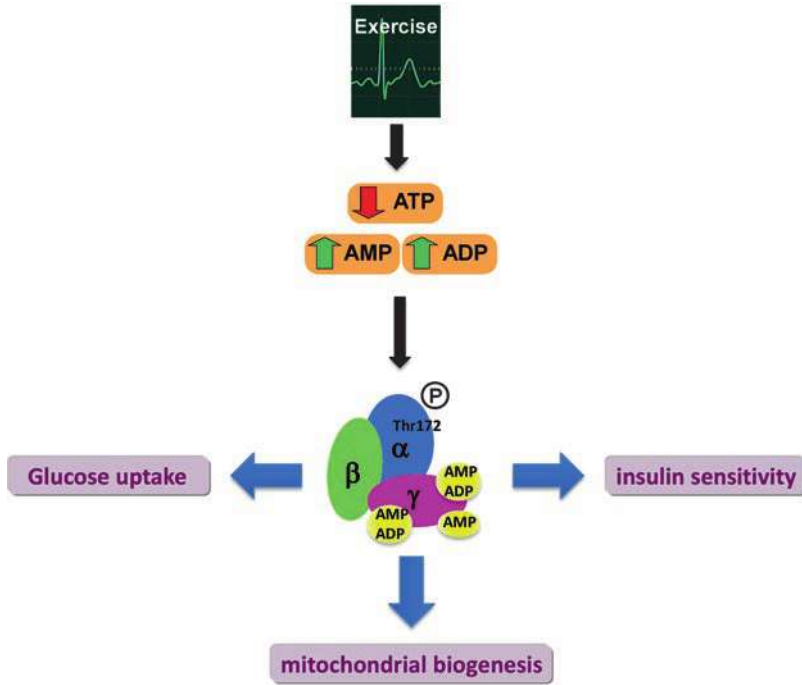 Exercise
ATP
AMP
ADP
P
Thr172
α
β
γ
AMP
ADP
AMP
ADP
AMP
Glucose uptake
insulin sensitivity
mitochondrial biogenesis